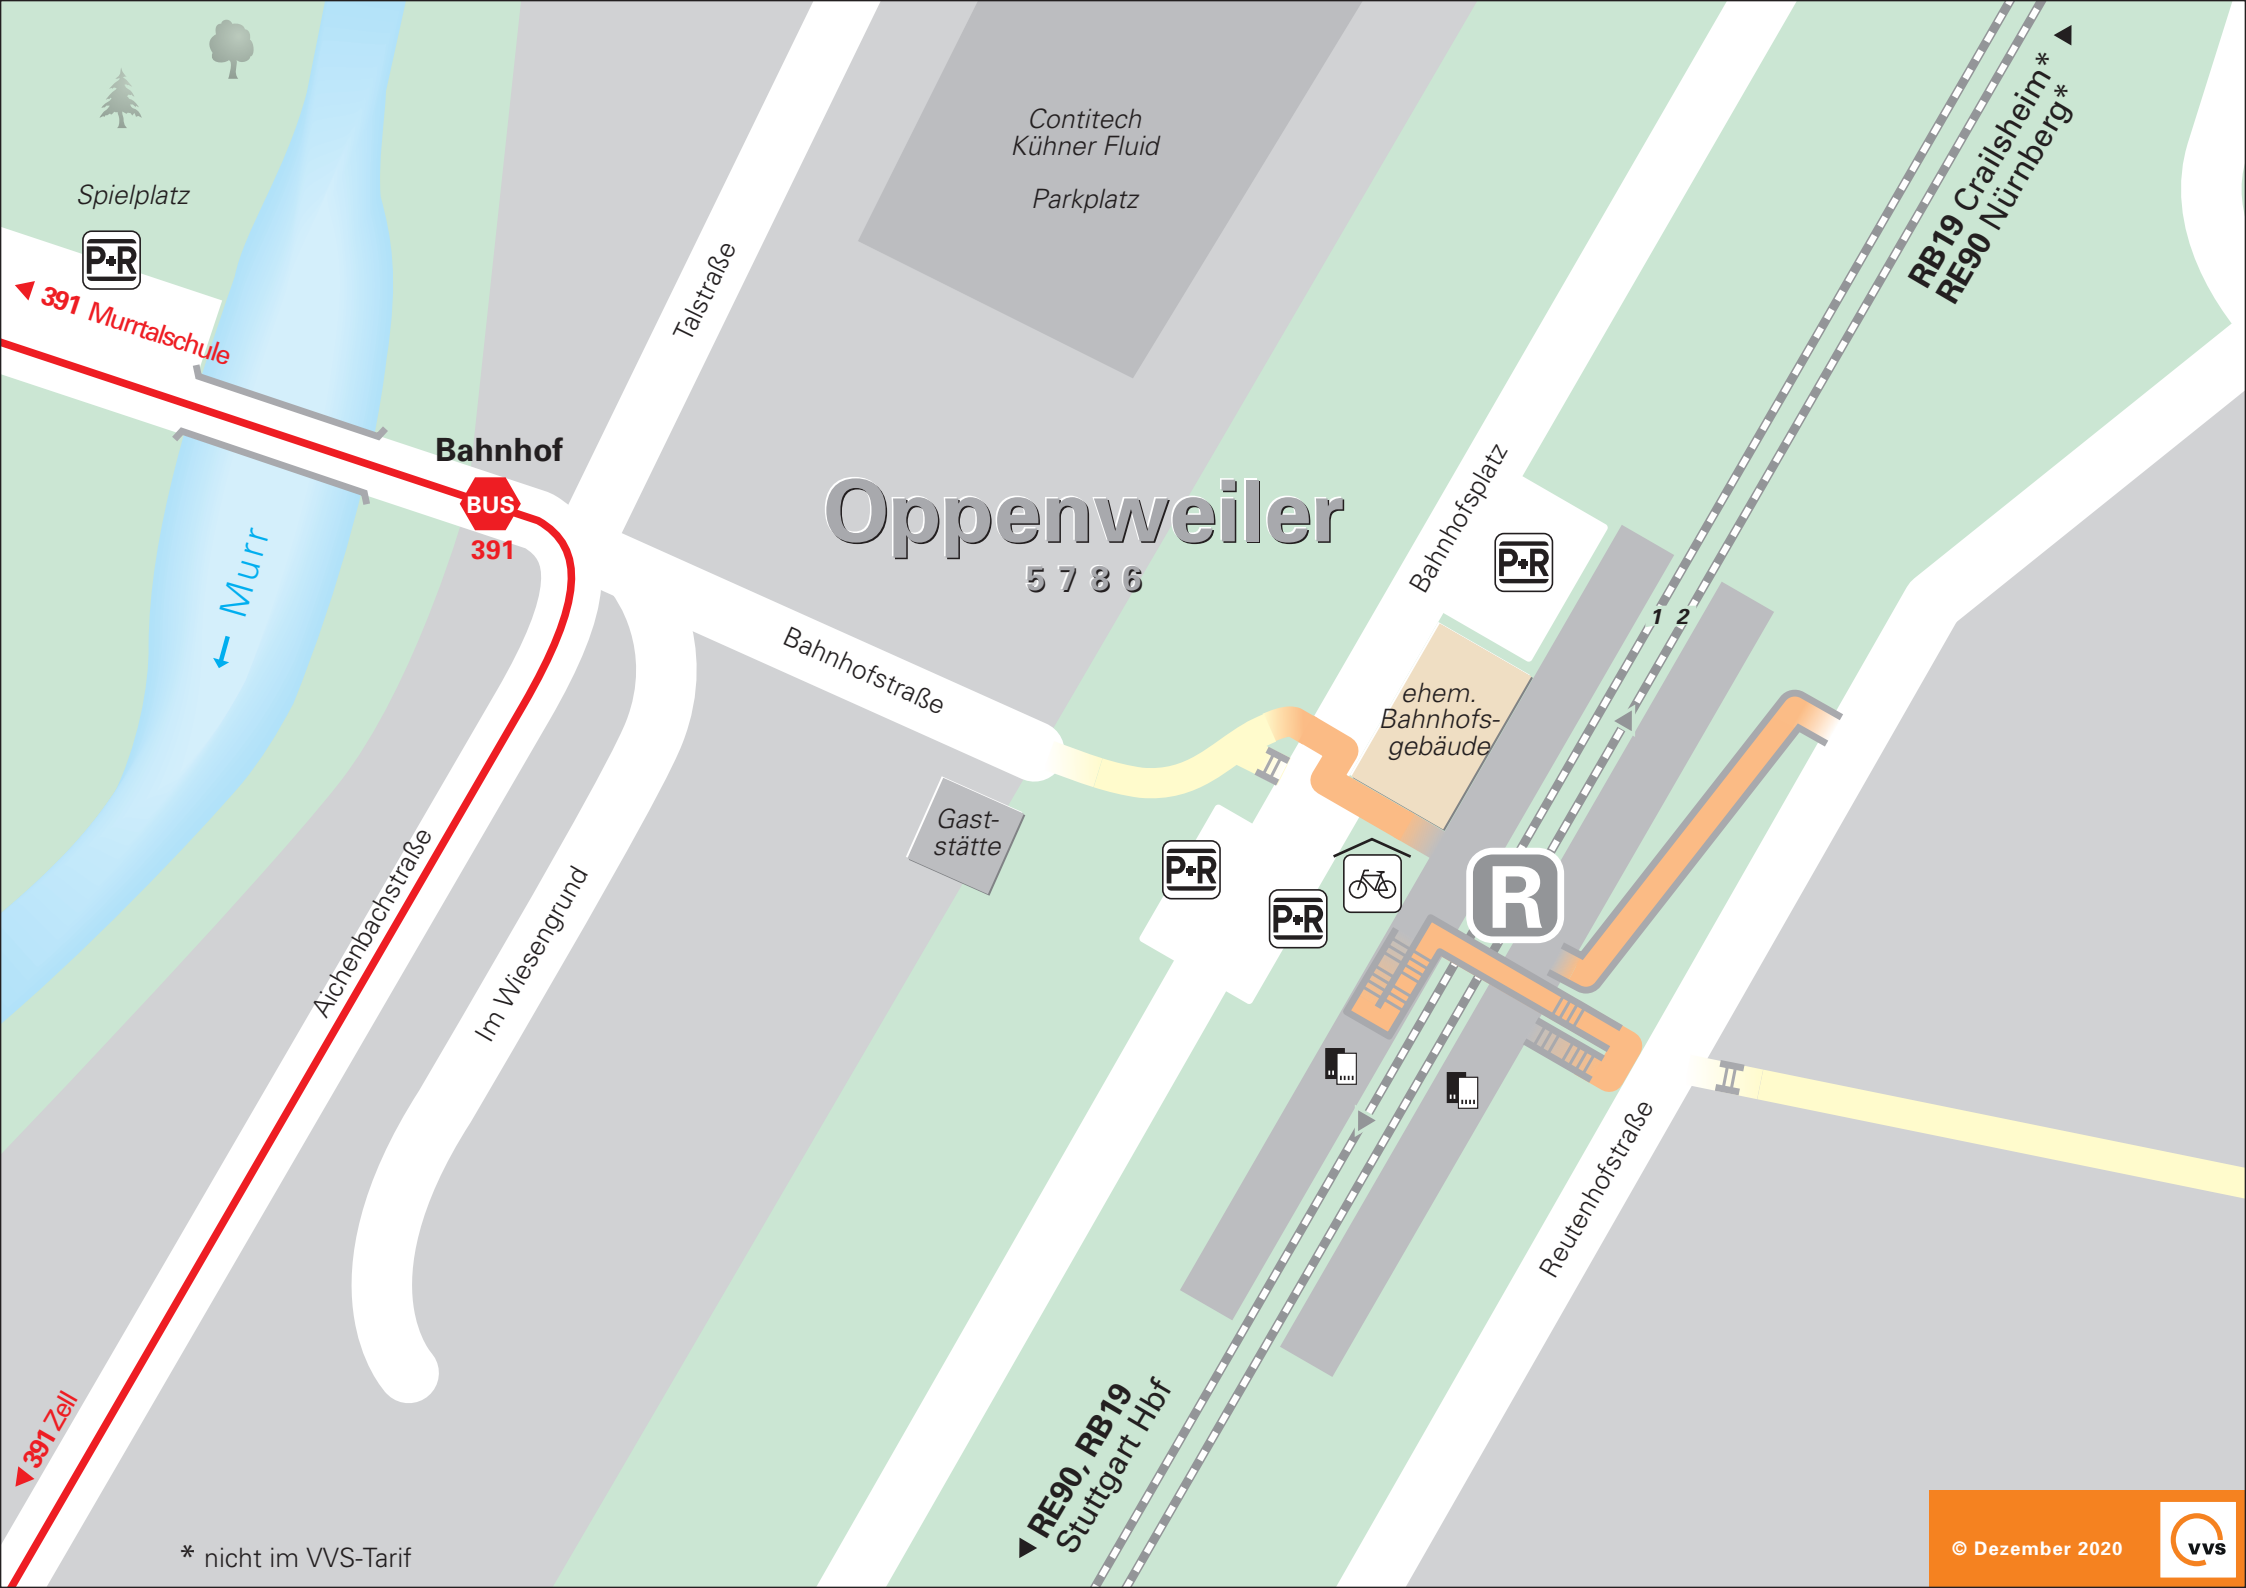 Contitech
Kühner Fluid
Parkplatz
Spielplatz
P+R
391 Murrtalschule
Talstraße
RB19 Crailsheim*
RE90 Nürnberg*
Bahnhof
BUS
391
Murr
Oppenweiler
5786
Bahnhofsplatz
P+R
1 2
Bahnhofstraße
ehem.
Bahnhofs-
gebäude
Gast-
stätte
P+R
P+R
R
Aichenbachstraße
Im Wiesengrund
Reutenhofstraße
391 Zell
RE90, RB19
Stuttgart Hbf
* nicht im VVS-Tarif
© Dezember 2020
VVS